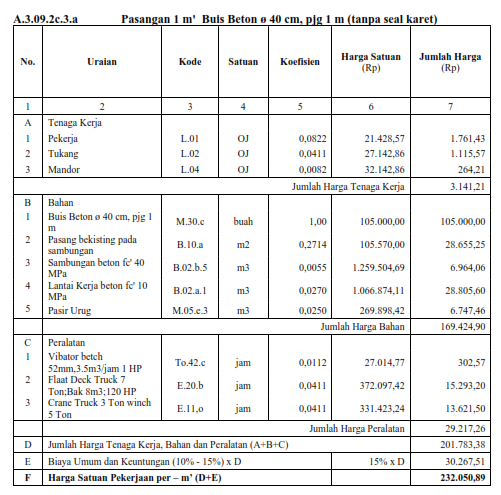 A.3.09.2c.3.a Pasangan 1 m' Buis Beton ø 40 cm, pjg 1 m (tanpa seal karet)
No. Uraian Kode Satuan Koefisien Harga Satuan (Rp) Jumlah Harga (Rp)
1 2 3 4 5 6 7
A Tenaga Kerja
1 Pekerja L.01 OJ 0,0822 21.428,57 1.761,43
2 Tukang L.02 OJ 0,0411 27.142,86 1.115,57
3 Mandor L.04 OJ 0,0082 32.142,86 264,21
Jumlah Harga Tenaga Kerja 3.141,21
B Bahan
1 Buis Beton ø 40 cm, pjg 1 m M.30.c buah 1,00 105.000,00 105.000,00
2 Pasang bekisting pada sambungan B.10.a m2 0,2714 105.570,00 28.655,25
3 Sambungan beton fc' 40 MPa B.02.b.5 m3 0,0055 1.259.504,69 6.964,06
4 Lantai Kerja beton fc' 10 MPa B.02.a.1 m3 0,0270 1.066.874,11 28.805,60
5 Pasir Urug M.05.e.3 m3 0,0250 269.898,42 6.747,46
Jumlah Harga Bahan 169.424,90
C Peralatan
1 Vibator betch 52mm,3.5m3/jam 1 HP To.42.c jam 0,0112 27.014,77 302,57
2 Flaat Deck Truck 7 Ton;Bak 8m3;120 HP E.20.b jam 0,0411 372.097,42 15.293,20
3 Crane Truck 3 Ton winch 5 Ton E.11,o jam 0,0411 331.423,24 13.621,50
Jumlah Harga Peralatan 29.217,26
D Jumlah Harga Tenaga Kerja, Bahan dan Peralatan (A+B+C) 201.783,38
E Biaya Umum dan Keuntungan (10% - 15%) x D 15% x D 30.267,51
F Harga Satuan Pekerjaan per – m' (D+E) 232.050,89